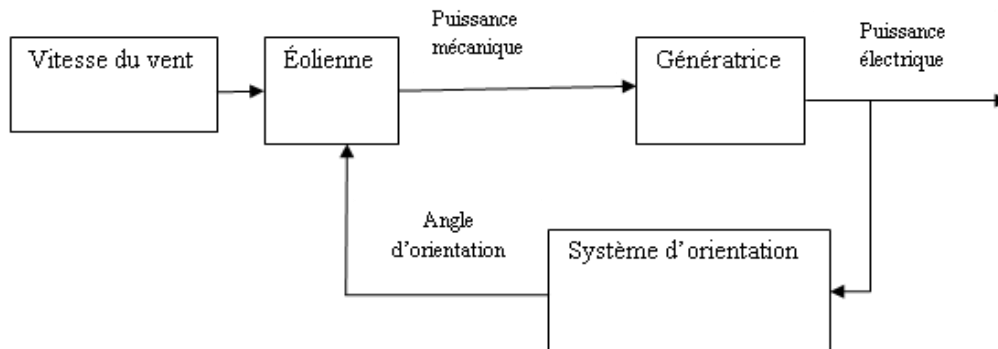 Puissance
mécanique
Puissance
électrique
Vitesse du vent
Éolienne
Génératrice
Angle
d'orientation
Système d'orientation